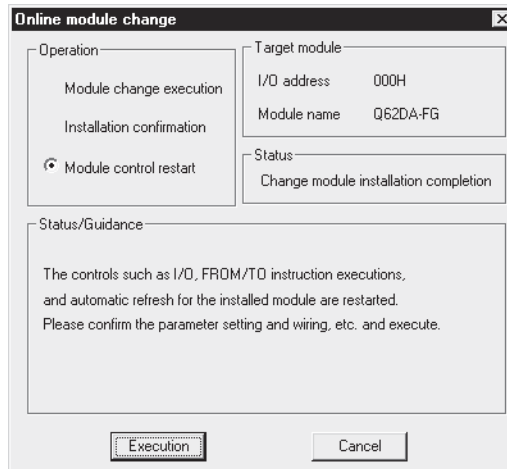 Online module change
Operation
Module change execution
Installation confirmation
Module control restart
Target module
I/O address 000H
Module name Q62DA-FG
Status
Change module installation completion
Status/Guidance
The controls such as I/O, FROM/TO instruction executions,
and automatic refresh for the installed module are restarted.
Please confirm the parameter setting and wiring, etc. and execute.
Execution Cancel